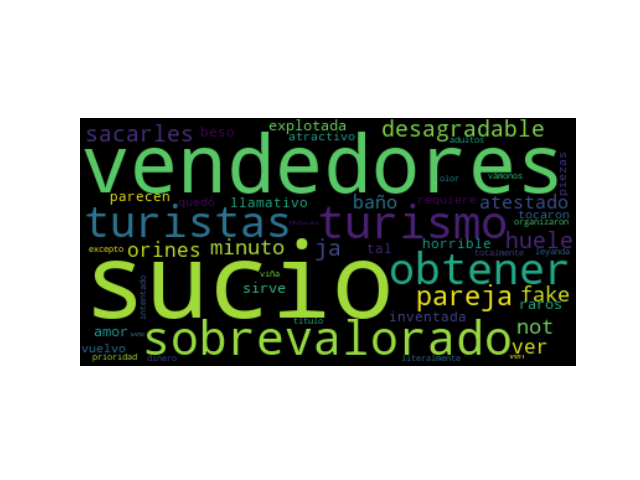 sacarles beso explotada desagradable
atractivo adultos
vendedores
olor vámonos piezas
parecen quedó llamativo baño requiere atestado
turistas turismo tocaron
organizaron
excepto orines minuto ja tal horrible huele
totalmente leyanda
sucio obtener
viña
intentado sirve pareja fake
raros
amor título inventada not
sobrevalorado ver
vuelvo
prioridad dinero literalmente